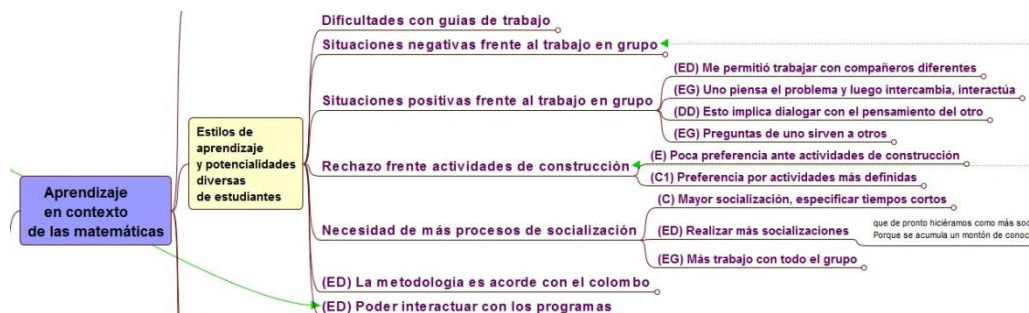 Aprendizaje
en contexto
de las matemáticas
Estilos de
aprendizaje
y potencialidades
diversas
de estudiantes
Dificultades con guías de trabajo
Situaciones negativas frente al trabajo en grupo
Situaciones positivas frente al trabajo en grupo
(ED) Me permitió trabajar con compañeros diferentes
(EG) Uno piensa el problema y luego intercambia, interactúa
(DD) Esto implica dialogar con el pensamiento del otro
(EG) Preguntas de uno sirven a otros
Rechazo frente actividades de construcción
(E) Poca preferencia ante actividades de construcción
(C1) Preferencia por actividades más definidas
Necesidad de más procesos de socialización
(C) Mayor socialización, especificar tiempos cortos
(ED) Realizar más socializaciones
que de pronto hiciéramos como más soc
Porque se acumula un montón de conoc
(EG) Más trabajo con todo el grupo
(ED) La metodología es acorde con el colombo
(ED) Poder interactuar con los programas